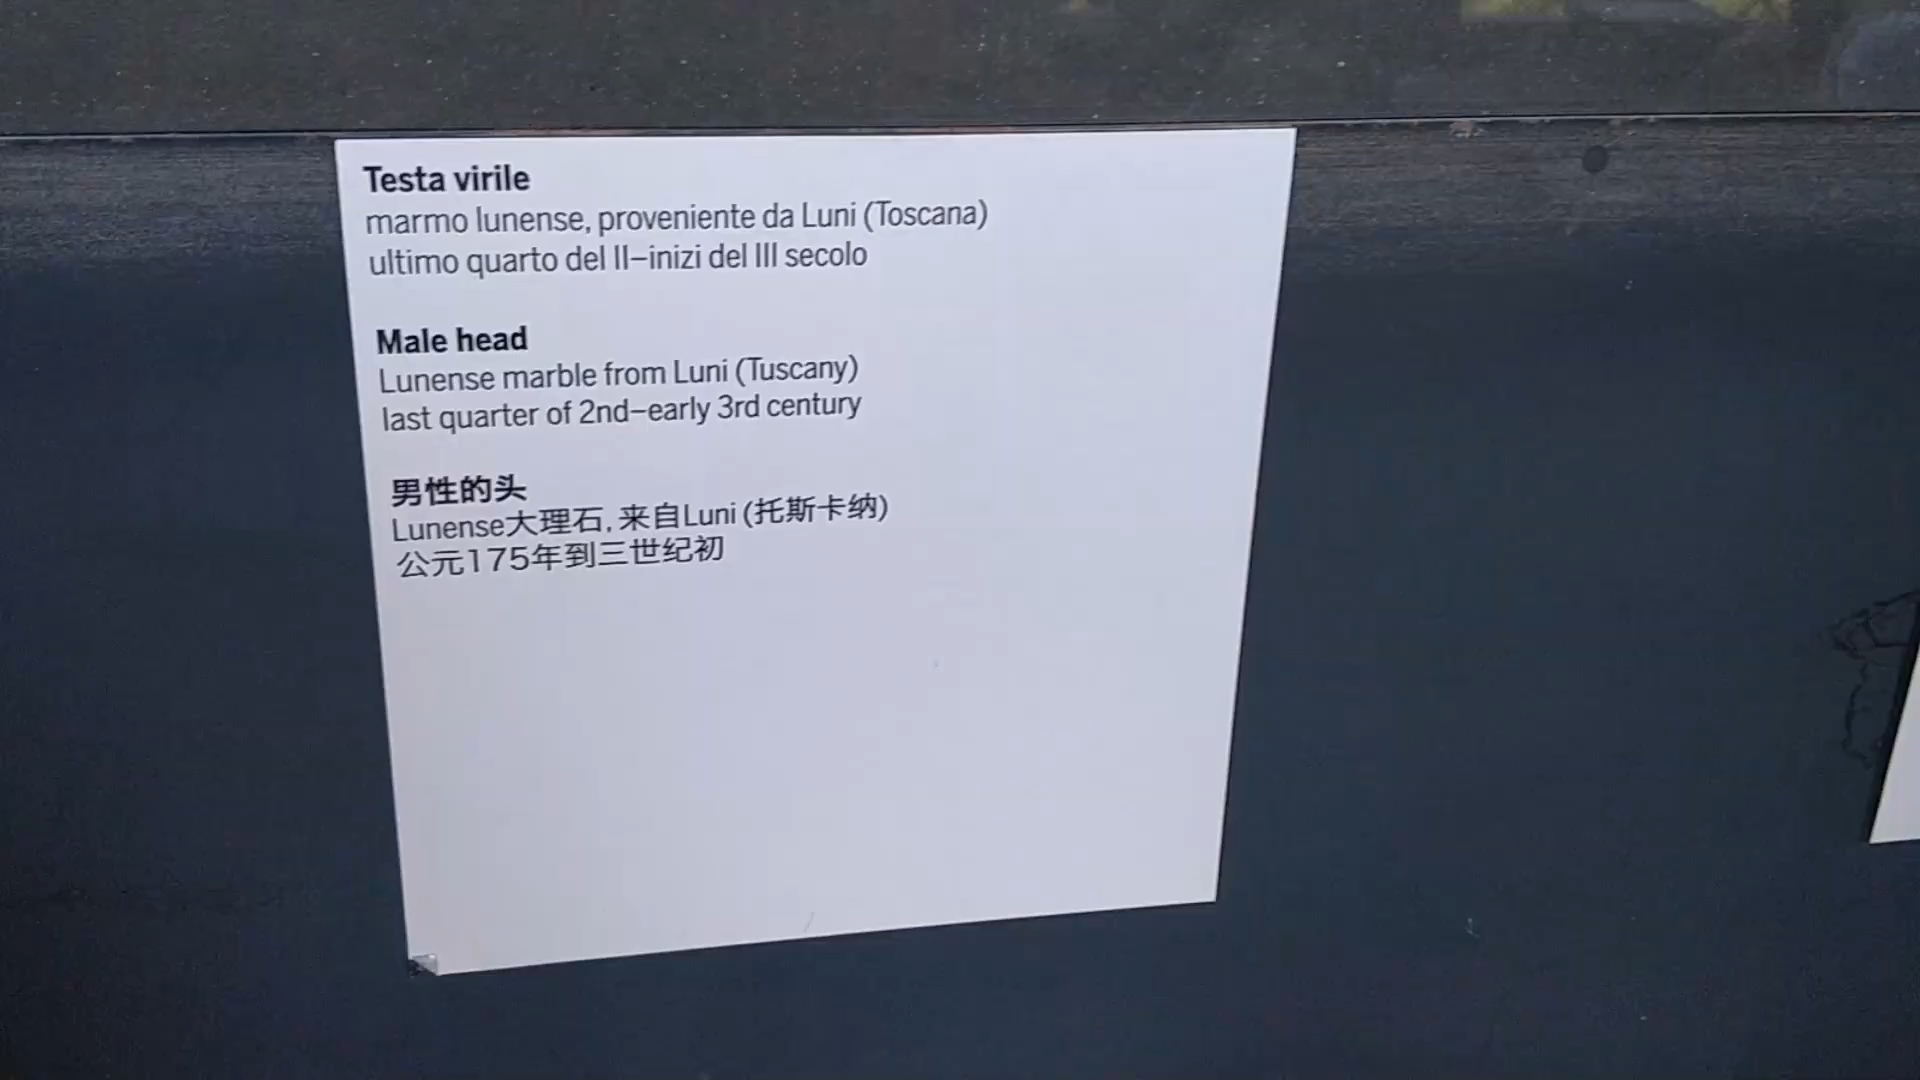 Testa virile
marmo lunense, proveniente da Luni (Toscana)
ultimo quarto del II–inizi del III secolo
Male head
Lunense marble from Luni (Tuscany)
last quarter of 2nd–early 3rd century
男性的头
Lunense大理石, 来自Luni (托斯卡纳)
公元175年到三世纪初